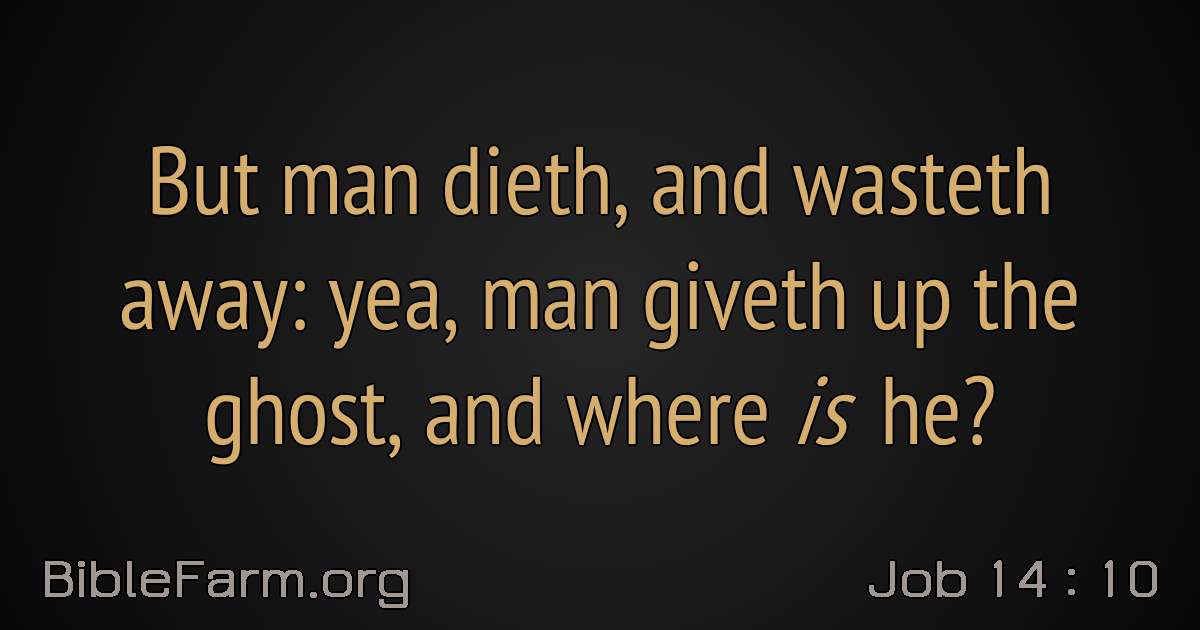 But man dieth, and wasteth
away: yea, man giveth up the
ghost, and where is he?
BibleFarm.org
Job 14 : 10